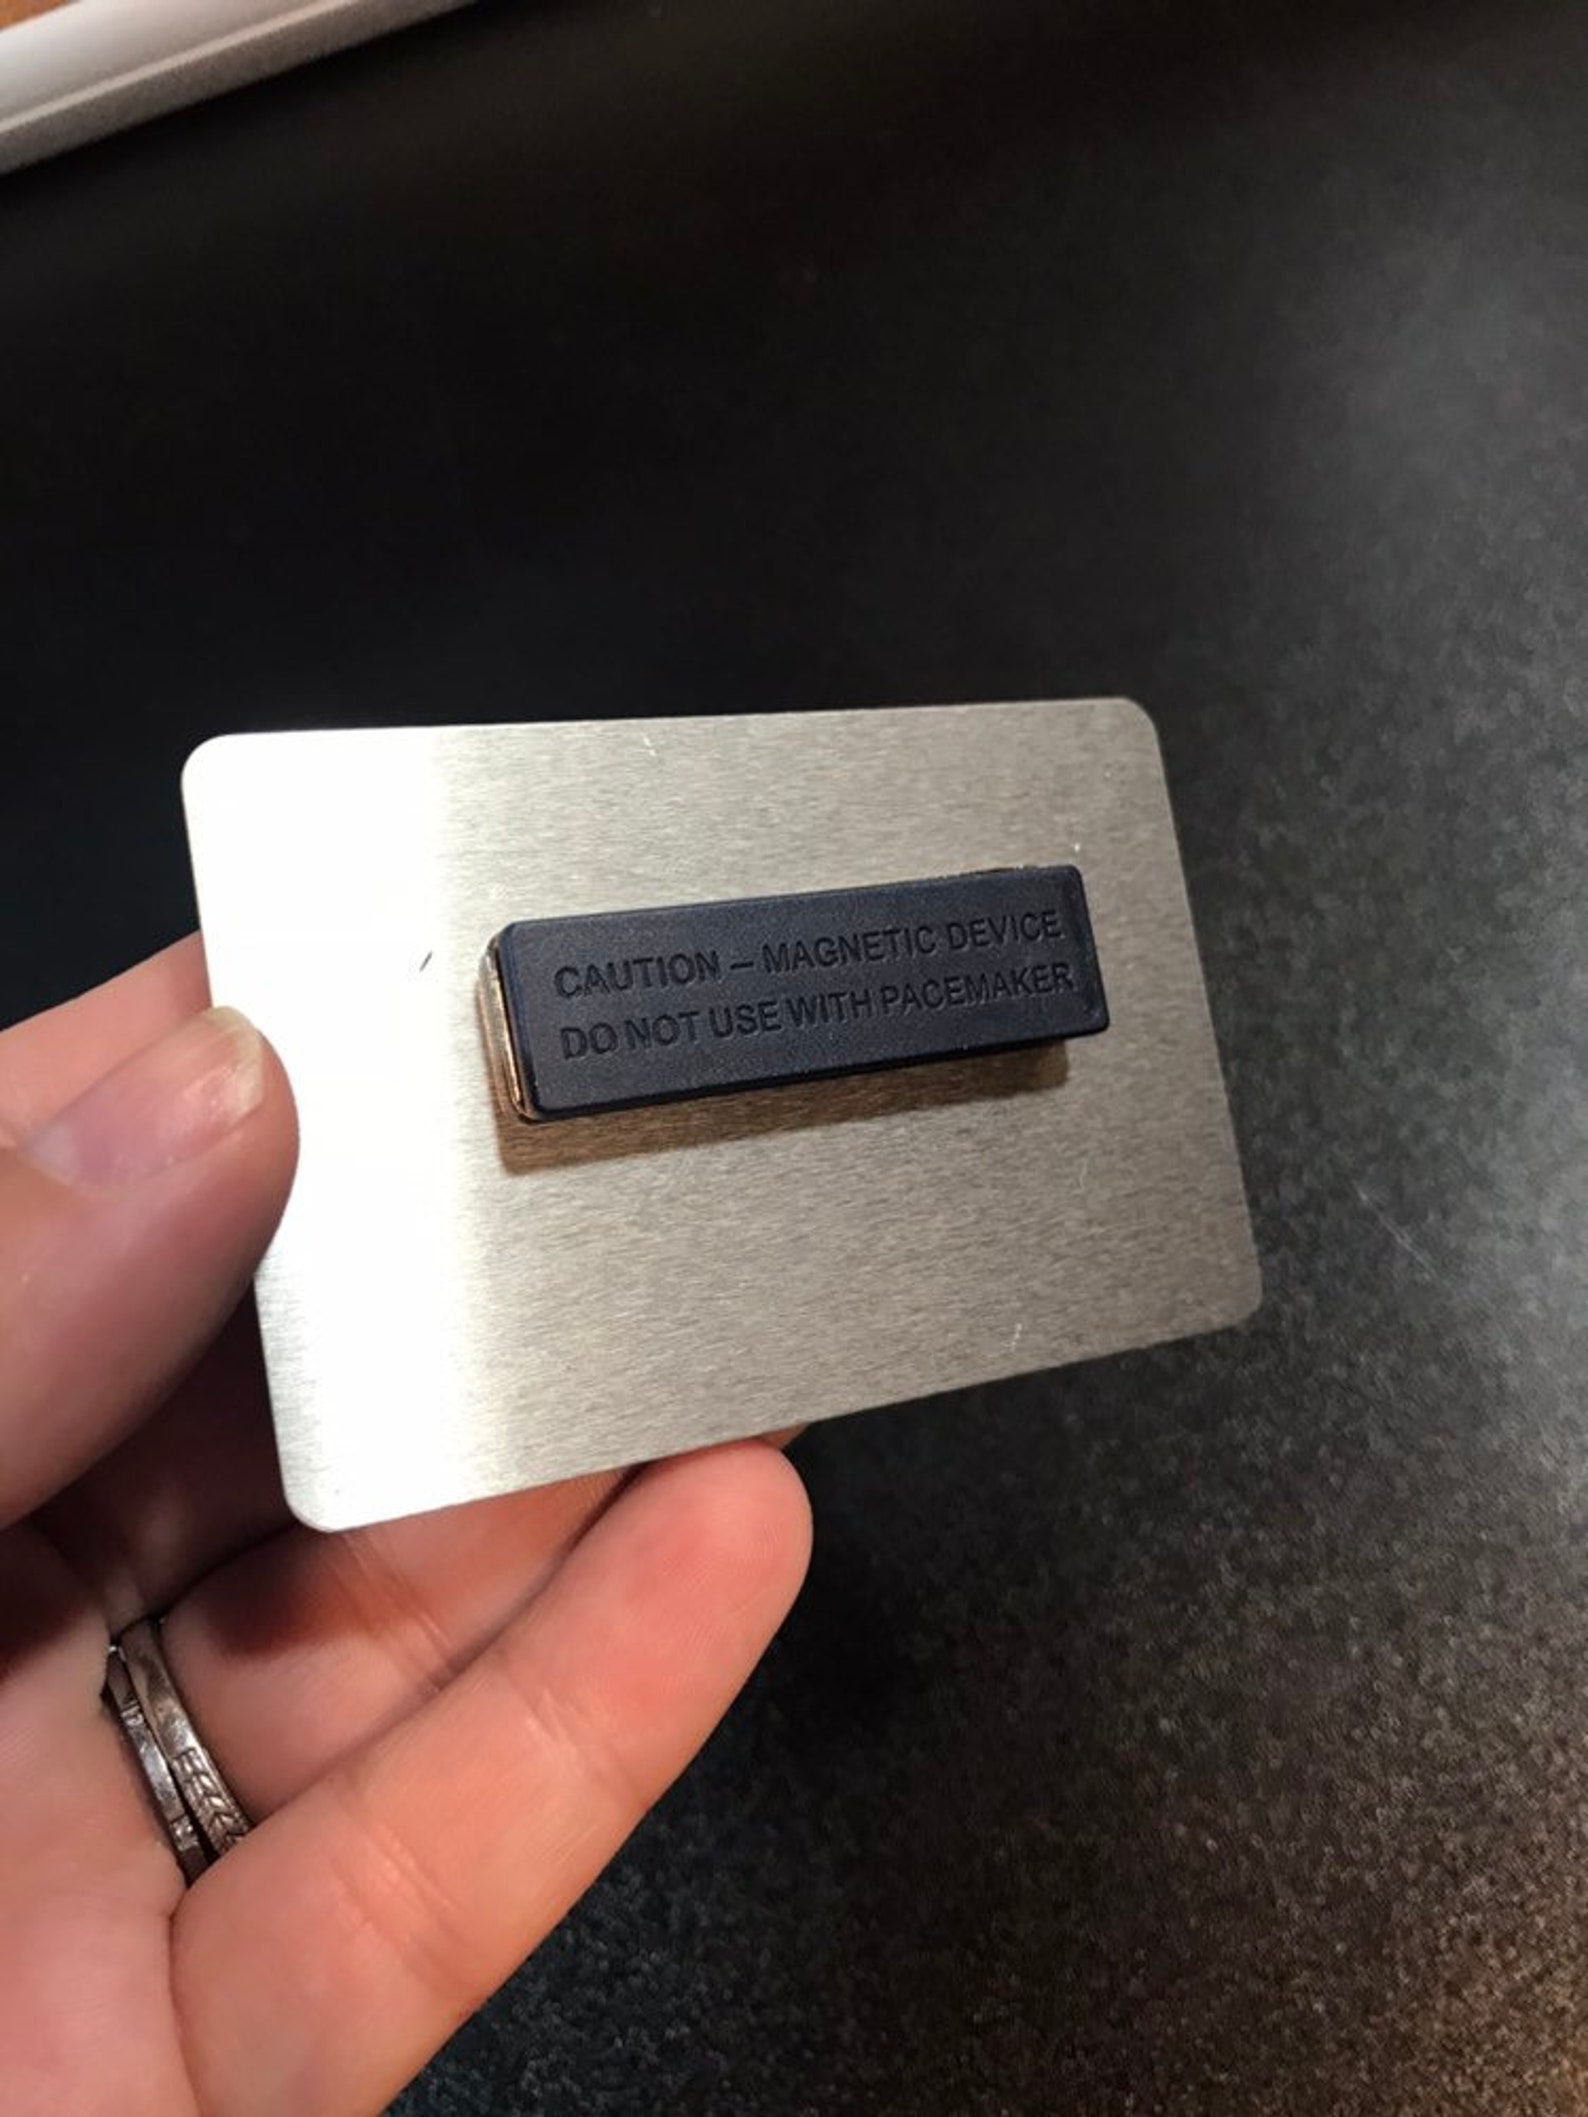 CAUTION – MAGNETIC DEVICE
DO NOT USE WITH PACEMAKER